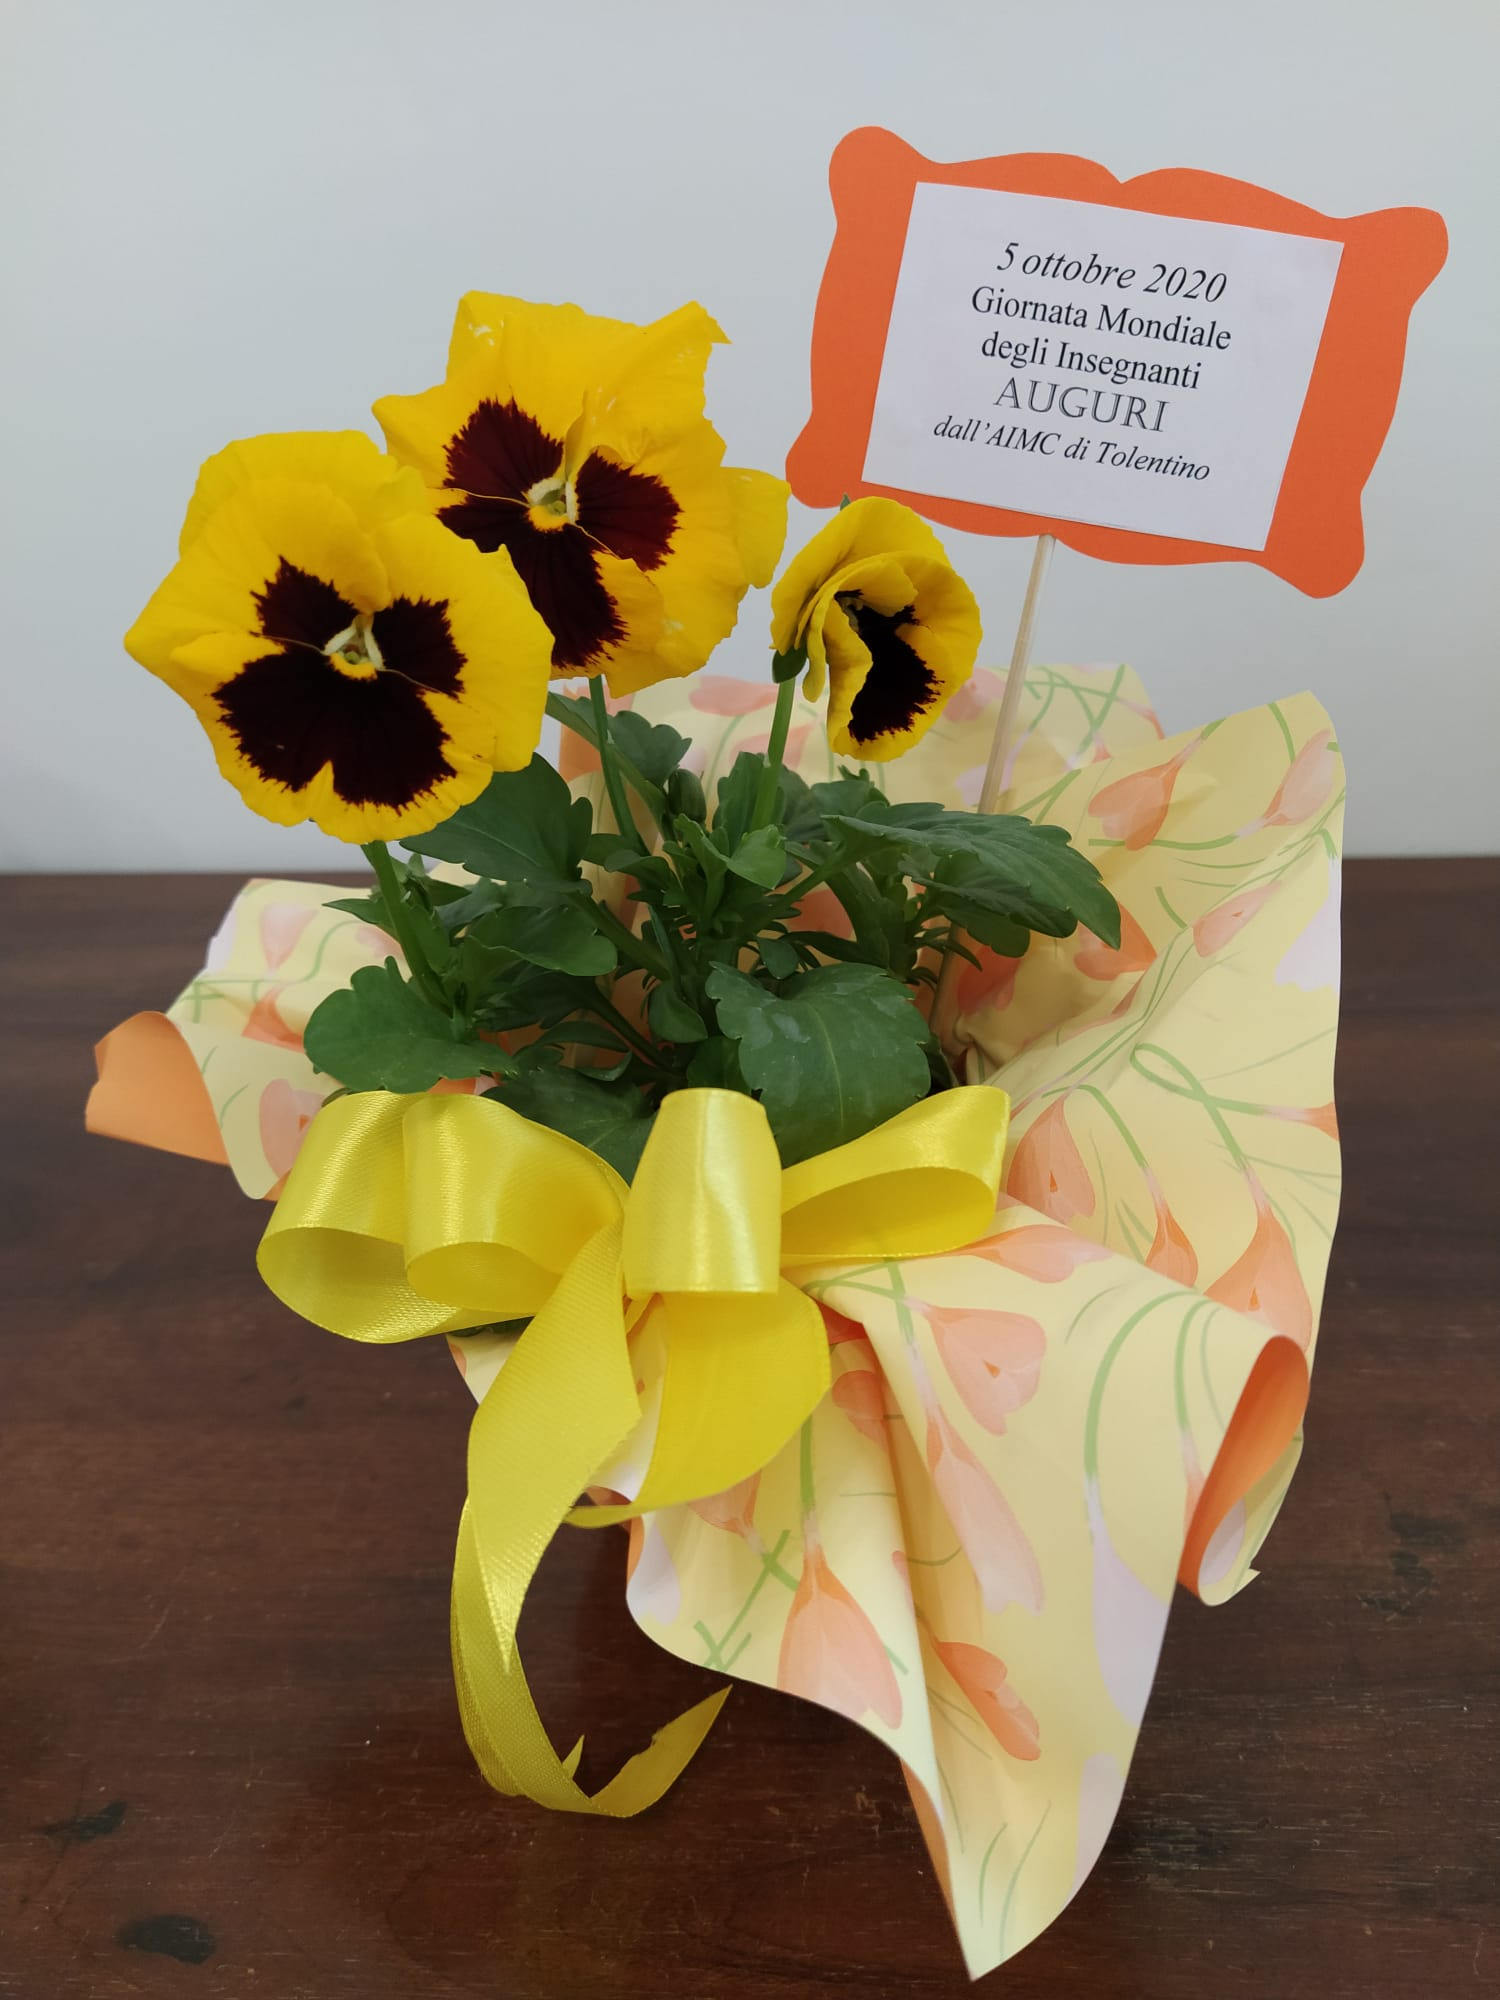 5 ottobre 2020
Giornata Mondiale
degli Insegnanti
AUGURI
dall'AIMC di Tolentino